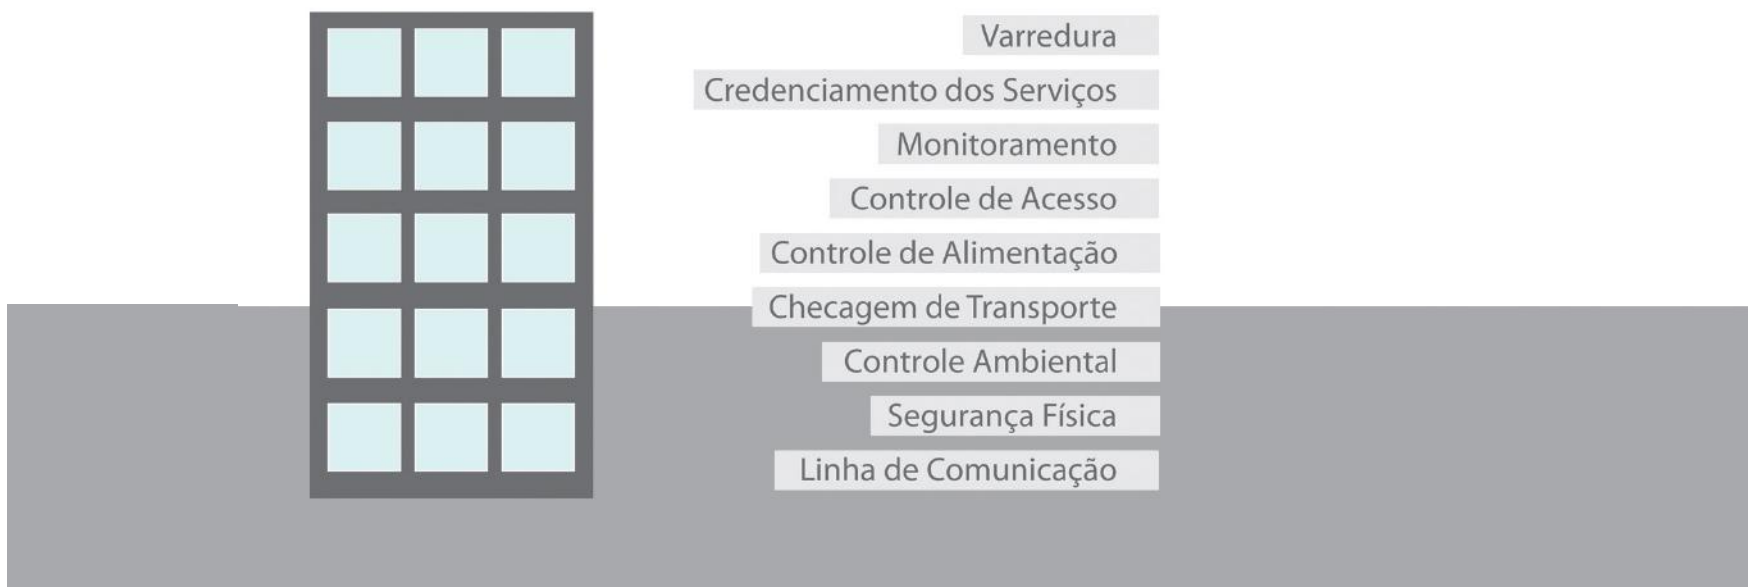 Varredura
Credenciamento dos Serviços
Monitoramento
Controle de Acesso
Controle de Alimentação
Checagem de Transporte
Controle Ambiental
Segurança Física
Linha de Comunicação